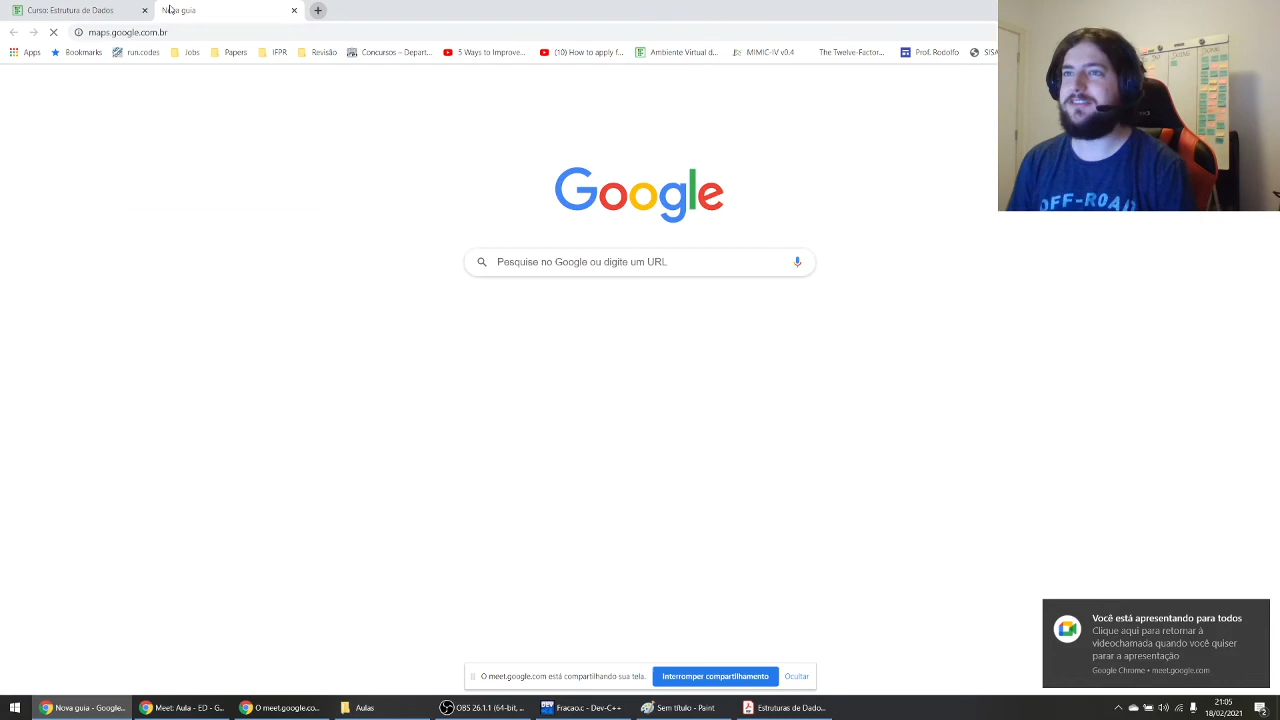 Curso: Estrutura de Dados
guia
maps.google.com.br
Apps
Bookmarks
run.codes
Jobs
Papers
IFPR
Revisão
Concursos – Depart...
5 Ways to Improve...
(10) How to apply f...
Ambiente Virtual d...
MIMIC-IV v0.4
The Twelve-Factor...
Prof. Rodolfo
DOING
DONE
OFF-ROAD
Google
Pesquise no Google ou digite um URL
Você está apresentando para todos
Clique aqui para retornar à
videochamada quando você quiser
parar a apresentação
Google Chrome • meet.google.com
meet.google.com está compartilhando sua tela.
Interromper compartilhamento
Ocultar
Nova guia - Google...
Meet: Aula - ED - G...
O meet.google.co...
Aulas
OBS 26.1.1 (64-bit, ...
Fraca.cc - Dev-C++
Sem título - Paint
Estruturas de Dado...
21:05
18/02/2021
2